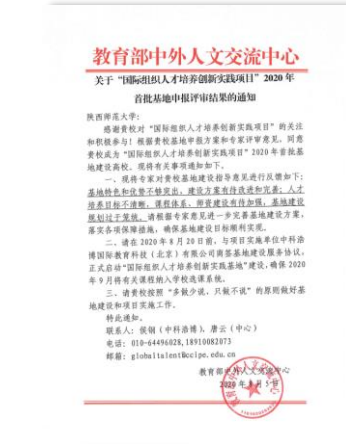 教育部中外人文交流中心
关于“国际组织人才培养创新实践项目”2020年
首批基地申报评审结果的通知
陕西师范大学：
感谢贵校对“国际组织人才培养创新实践项目”的关注
和积极参与！根据贵校基地申报方案和专家评审意见，同意
贵校成为“国际组织人才培养创新实践项目”2020年首批基
地建设高校。现将有关事项通知如下。
一、现将专家对贵校基地建设指导意见进行反馈如下：
基地特色和优势不够突出，建设方案有待改进和完善；人才
培养目标不清晰，课程体系、师资建设有待加强，基地建设
规划过于笼统。请根据专家意见进一步完善基地建设方案，
落实各项保障措施，确保基地建设目标顺利实现。
二、请在2020年8月20日前，与项目实施单位中科浩
博国际教育科技（北京）有限公司商签基地建设服务协议，
正式启动“国际组织人才培养创新实践基地”建设，确保2020
年9月将有关课程纳入学校选课系统。
三、请贵校按照“多做少说、只做不说”的原则做好基
地建设和项目实施工作。
特此通知。
联系人：侯钢（中科浩博），唐云（中心）
电话：010-64496028,18910082073
邮箱：globaltalent@ccipe.edu.cn
教育部中外人文交流中心
2020年8月5日